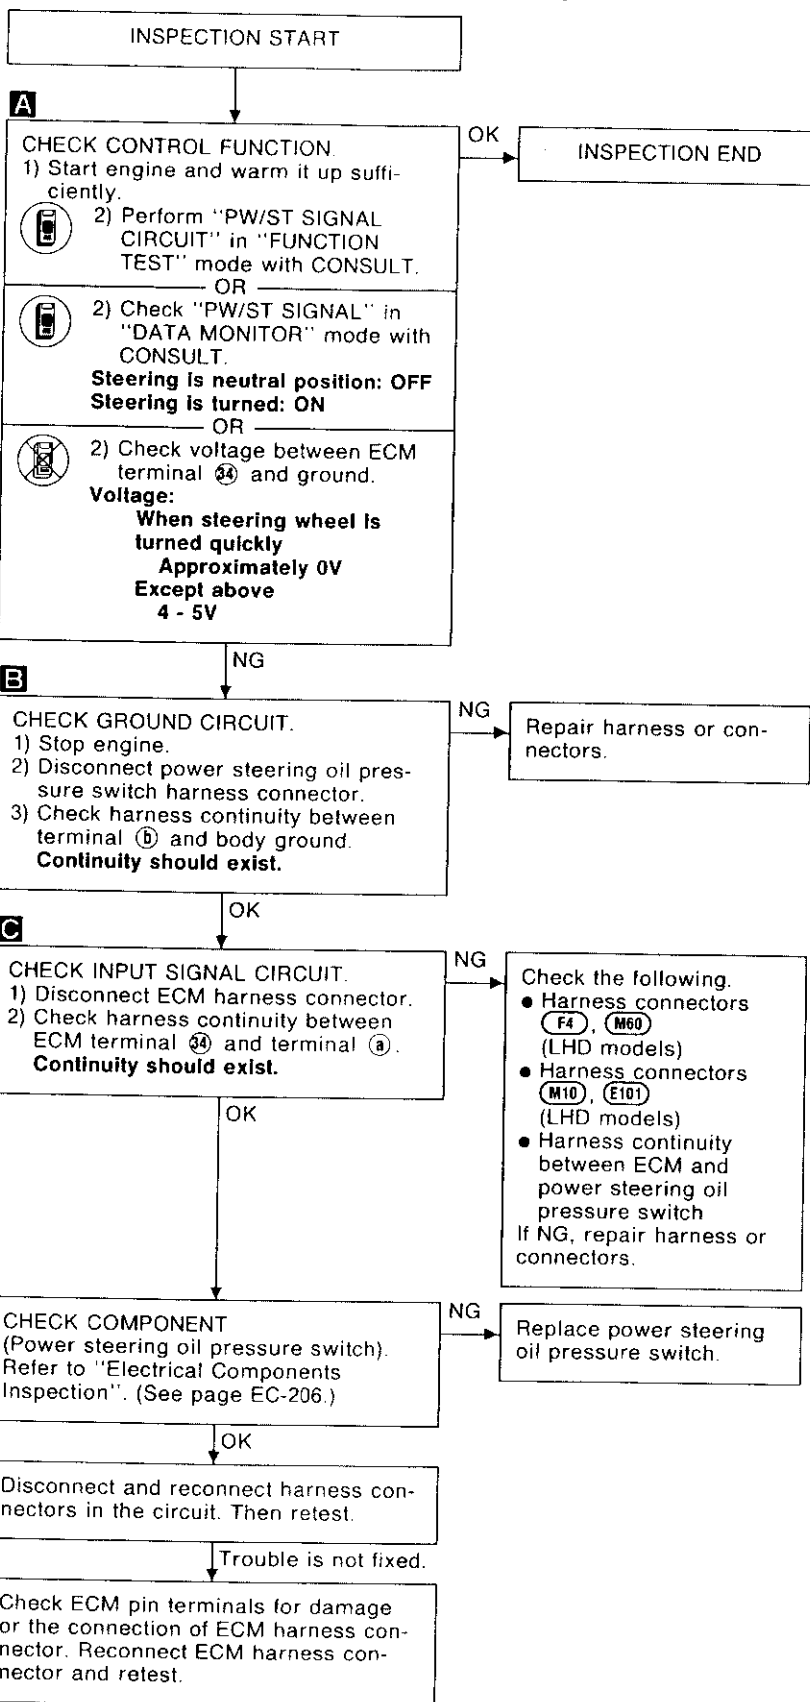 INSPECTION START
A
CHECK CONTROL FUNCTION.
1) Start engine and warm it up suffi-
ciently.
2) Perform "PW/ST SIGNAL
CIRCUIT" in "FUNCTION
TEST" mode with CONSULT.
OR
2) Check "PW/ST SIGNAL" in
"DATA MONITOR" mode with
CONSULT.
Steering is neutral position: OFF
Steering is turned: ON
OR
2) Check voltage between ECM
terminal 34 and ground.
Voltage:
When steering wheel is
turned quickly
Approximately 0V
Except above
4 - 5V
OK
INSPECTION END
NG
B
CHECK GROUND CIRCUIT.
1) Stop engine.
2) Disconnect power steering oil pres-
sure switch harness connector.
3) Check harness continuity between
terminal b and body ground.
Continuity should exist.
NG
Repair harness or con-
nectors.
OK
C
CHECK INPUT SIGNAL CIRCUIT.
1) Disconnect ECM harness connector.
2) Check harness continuity between
ECM terminal 34 and terminal a.
Continuity should exist.
NG
Check the following.
● Harness connectors
F4, M60
(LHD models)
● Harness connectors
M10, E101
(LHD models)
● Harness continuity
between ECM and
power steering oil
pressure switch
If NG, repair harness or
connectors.
OK
CHECK COMPONENT
(Power steering oil pressure switch).
Refer to "Electrical Components
Inspection". (See page EC-206.)
NG
Replace power steering
oil pressure switch.
OK
Disconnect and reconnect harness con-
nectors in the circuit. Then retest.
Trouble is not fixed.
Check ECM pin terminals for damage
or the connection of ECM harness con-
nector. Reconnect ECM harness con-
nector and retest.